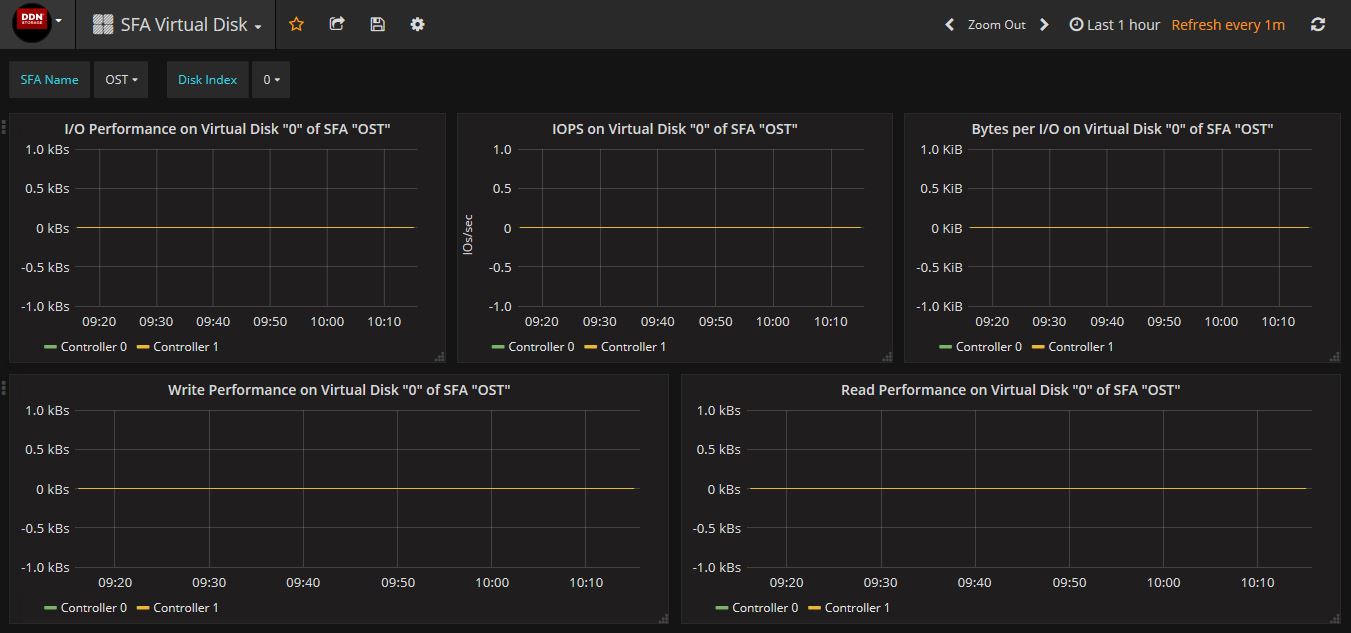 DDN STORAGE SFA Virtual Disk Zoom Out Last 1 hour Refresh every 1m
SFA Name OST Disk Index 0
I/O Performance on Virtual Disk "0" of SFA "OST"
1.0 kBs
0.5 kBs
0 kBs
-0.5 kBs
-1.0 kBs
09:20 09:30 09:40 09:50 10:00 10:10
Controller 0 Controller 1
IOPS on Virtual Disk "0" of SFA "OST"
IOs/sec
1.0
0.5
0
-0.5
-1.0
09:20 09:30 09:40 09:50 10:00 10:10
Controller 0 Controller 1
Bytes per I/O on Virtual Disk "0" of SFA "OST"
1.0 KiB
0.5 KiB
0 KiB
-0.5 KiB
-1.0 KiB
09:20 09:30 09:40 09:50 10:00 10:10
Controller 0 Controller 1
Write Performance on Virtual Disk "0" of SFA "OST"
1.0 kBs
0.5 kBs
0 kBs
-0.5 kBs
-1.0 kBs
09:20 09:30 09:40 09:50 10:00 10:10
Controller 0 Controller 1
Read Performance on Virtual Disk "0" of SFA "OST"
1.0 kBs
0.5 kBs
0 kBs
-0.5 kBs
-1.0 kBs
09:20 09:30 09:40 09:50 10:00 10:10
Controller 0 Controller 1